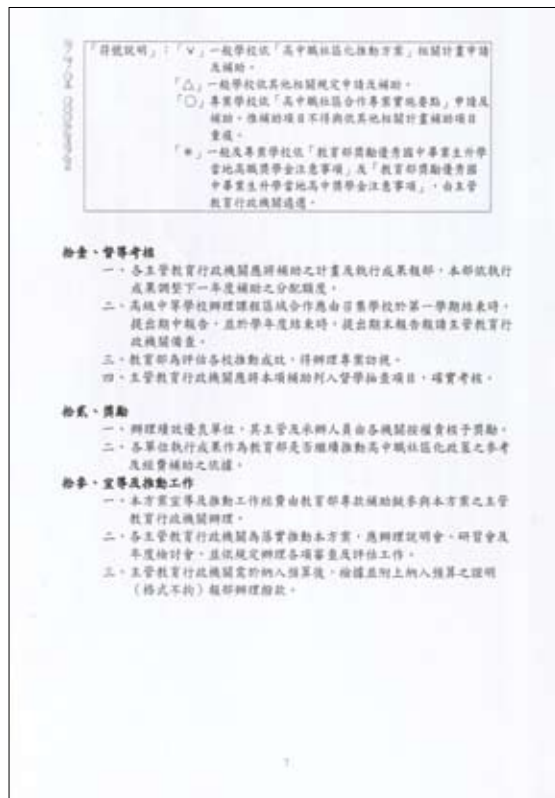 「符號說明」：「ˇ」一般學校依「高中職社區化推動方案」相關計畫申請
及補助。
「△」一般學校依其他相關規定申請及補助。
「○」專業學校依「高中職社區合作專案實施要點」申請及
補助，惟補助項目不得與依其他相關計畫補助項目
重疊。
「＊」一般及專業學校依「教育部獎勵優秀國中畢業生升學
當地高職獎學金注意事項」及「教育部獎勵優秀國
中畢業生升學當地高中獎學金注意事項」，由主管
教育行政機關遴選。
拾壹、督導考核
一、各主管教育行政機關應將補助之計畫及執行成果報部，本部依執行
成果調整下一年度補助之分配額度。
二、高級中等學校辦理課程區域合作應由召集學校於第一學期結束時，
提出期中報告，並於學年度結束時，提出期末報告報請主管教育行
政機關備查。
三、教育部為評估各校推動成效，得辦理專案訪視。
四、主管教育行政機關應將本項補助列入督學抽查項目，確實考核。
拾貳、獎勵
一、辦理績效優良單位，其主管及承辦人員由各機關按權責核予獎勵。
二、各單位執行成果作為教育部是否繼續推動高中職社區化政策之參考
及經費補助之依據。
拾參、宣導及推動工作
一、本方案宣導及推動工作經費由教育部專款補助擬參與本方案之主管
教育行政機關辦理。
二、各主管教育行政機關為落實推動本方案，應辦理說明會、研習會及
年度檢討會，並依規定辦理各項審查及評估工作。
三、主管教育行政機關需於納入預算後，檢據並附上納入預算之證明
（格式不拘）報部辦理撥款。
7